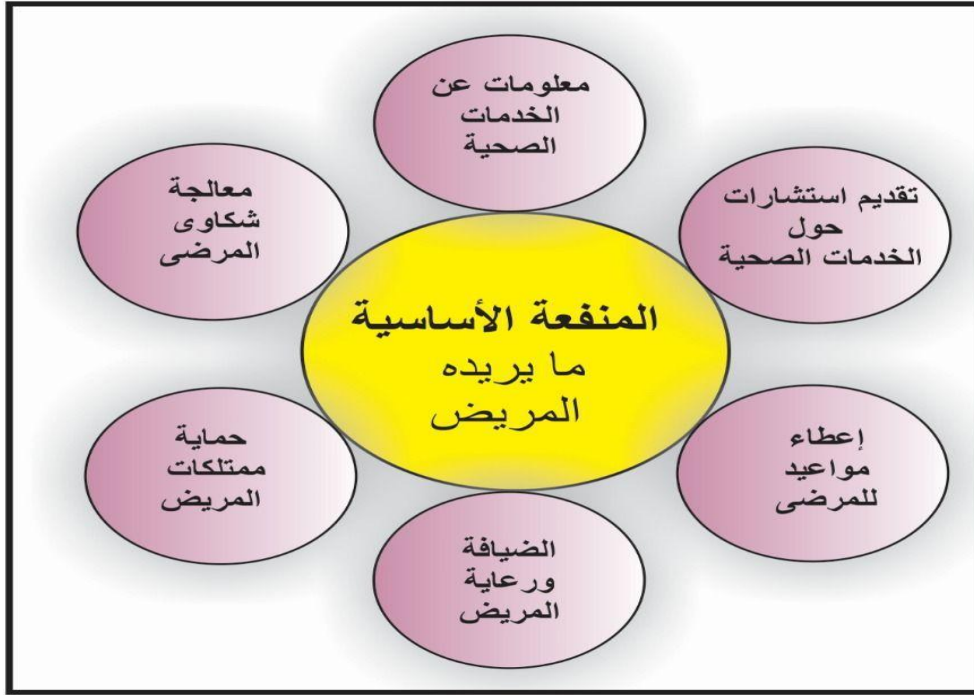 معلومات عن
الخدمات
الصحية
تقديم استشارات
حول
الخدمات الصحية
معالجة
شكاوى
المرضى
المنفعة الأساسية
ما يريده
المريض
إعطاء
مواعيد
للمرضى
حماية
ممتلكات
المريض
الضيافة
ورعاية
المريض